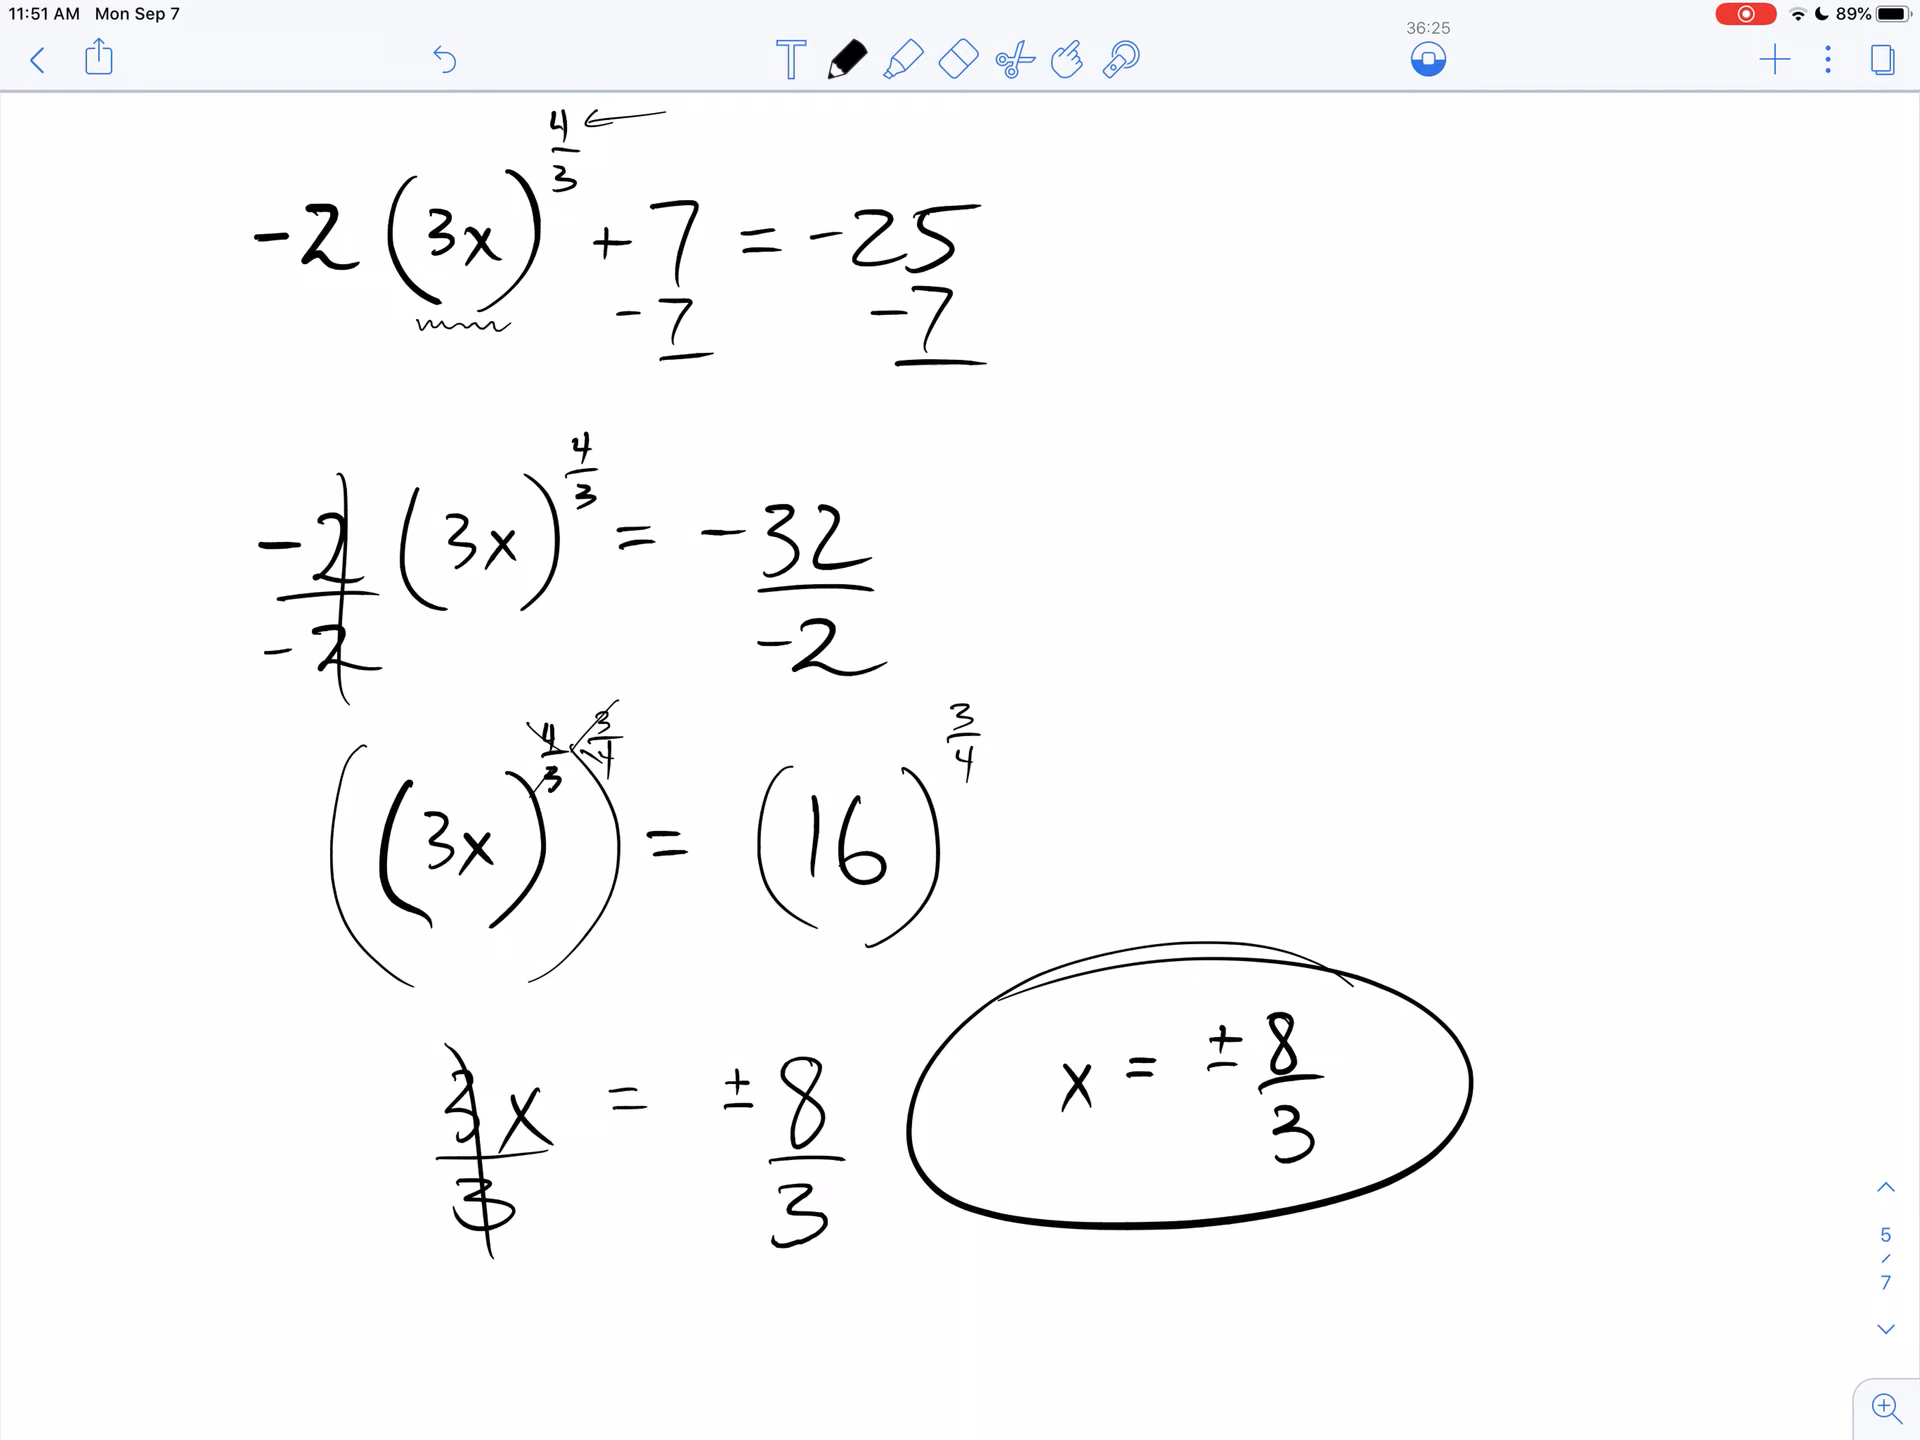 11:51 AM Mon Sep 7
89%
36:25
T
-2(3x)^(4/3) + 7 = -25
-7 -7
-2/-2 (3x)^(4/3) = -32/-2
((3x)^(4/3))^(3/4) = (16)^(3/4)
3x/3 = ±8/3
x = ±8/3
5
/
7